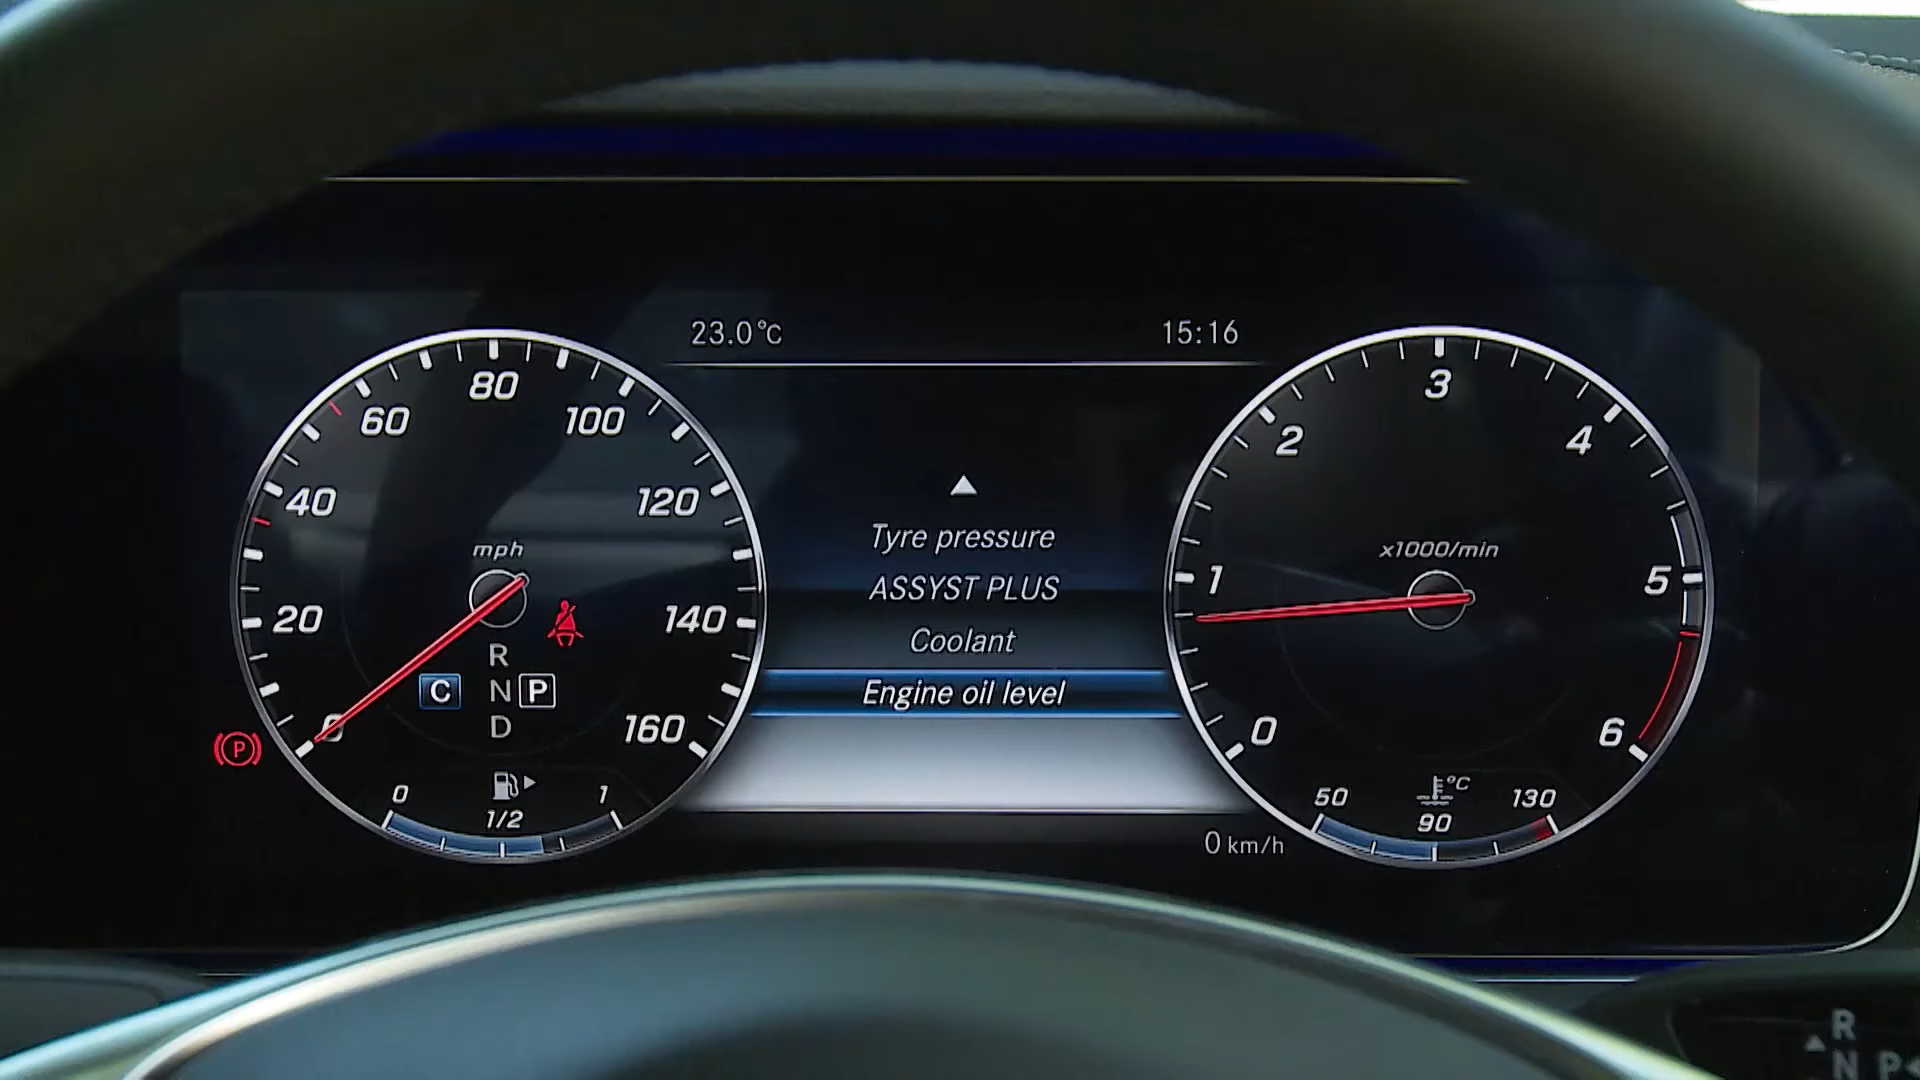 23.0°C
15:16
80
60
100
40
120
mph
20
140
0
160
R
C
N
P
D
P
0
1/2
1
Tyre pressure
ASSYST PLUS
Coolant
Engine oil level
3
2
4
x1000/min
1
5
0
6
50
°C
90
130
0 km/h
R
N
P